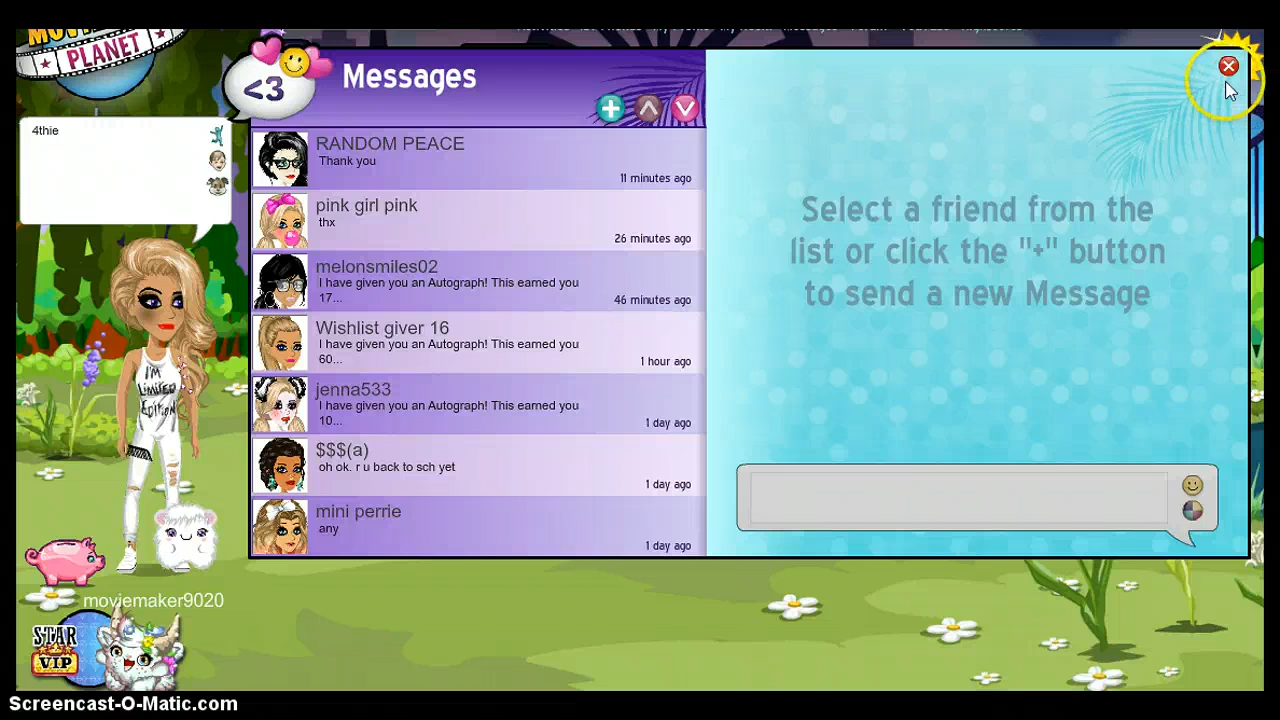 PLANET
<3
Messages
4thie
RANDOM PEACE
Thank you
11 minutes ago
pink girl pink
thx
26 minutes ago
melonsmiles02
I have given you an Autograph! This earned you
17...
46 minutes ago
Wishlist giver 16
I have given you an Autograph! This earned you
60...
1 hour ago
jenna533
I have given you an Autograph! This earned you
10...
1 day ago
$$$(a)
oh ok. r u back to sch yet
1 day ago
mini perrie
any
1 day ago
Select a friend from the
list or click the "+" button
to send a new Message
I'M
LIMITED
EDITION
moviemaker9020
STAR
VIP
Screencast-O-Matic.com